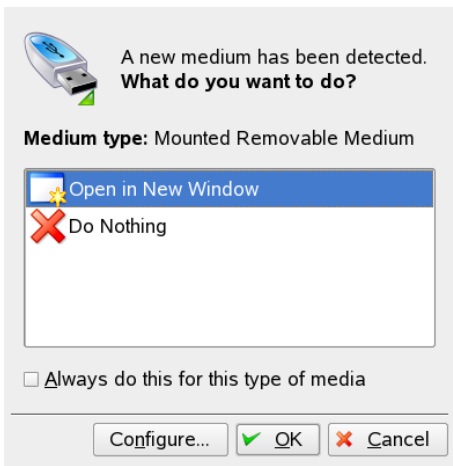 A new medium has been detected.
What do you want to do?
Medium type: Mounted Removable Medium
Open in New Window
Do Nothing
Always do this for this type of media
Configure...
OK
Cancel